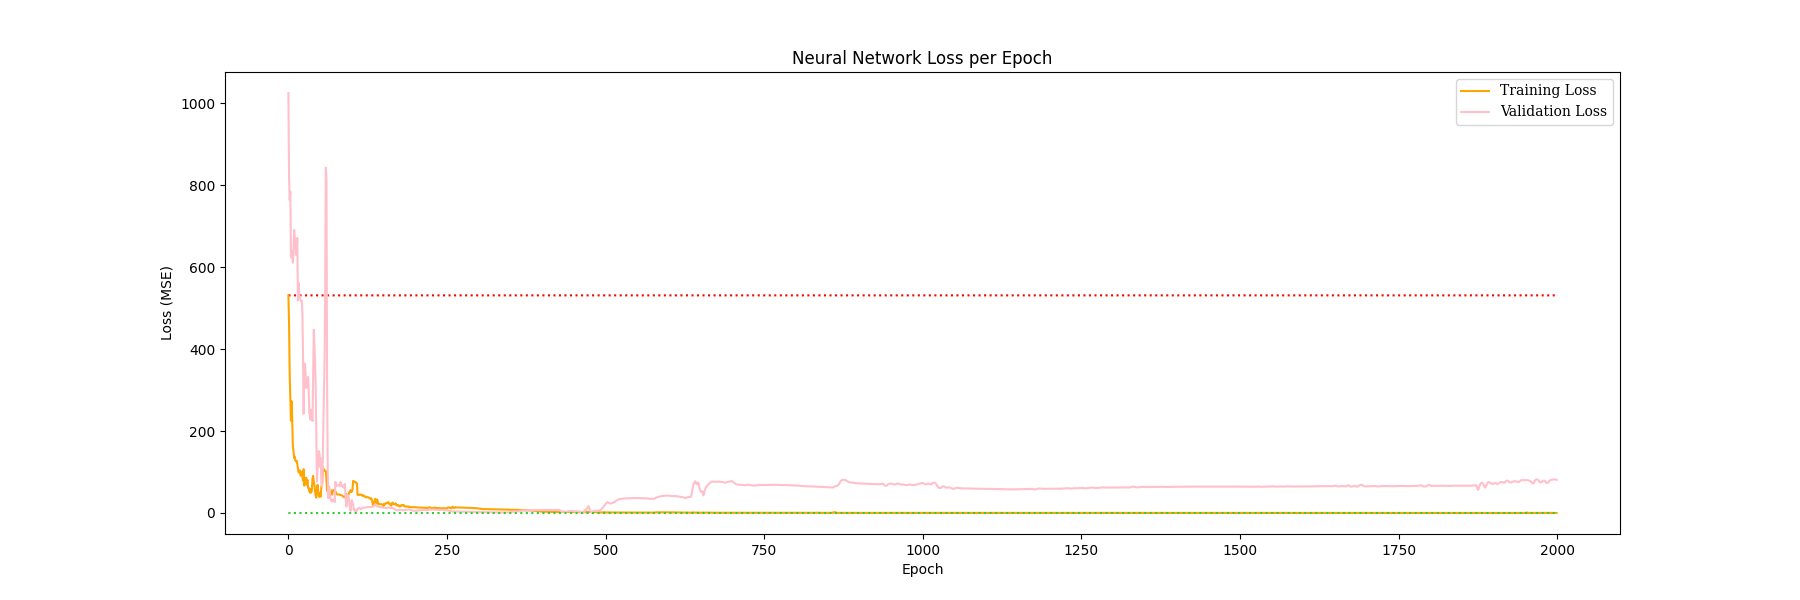 Neural Network Loss per Epoch
Training Loss
Validation Loss
1000
800
600
400
200
0
Loss (MSE)
0 250 500 750 1000 1250 1500 1750 2000
Epoch